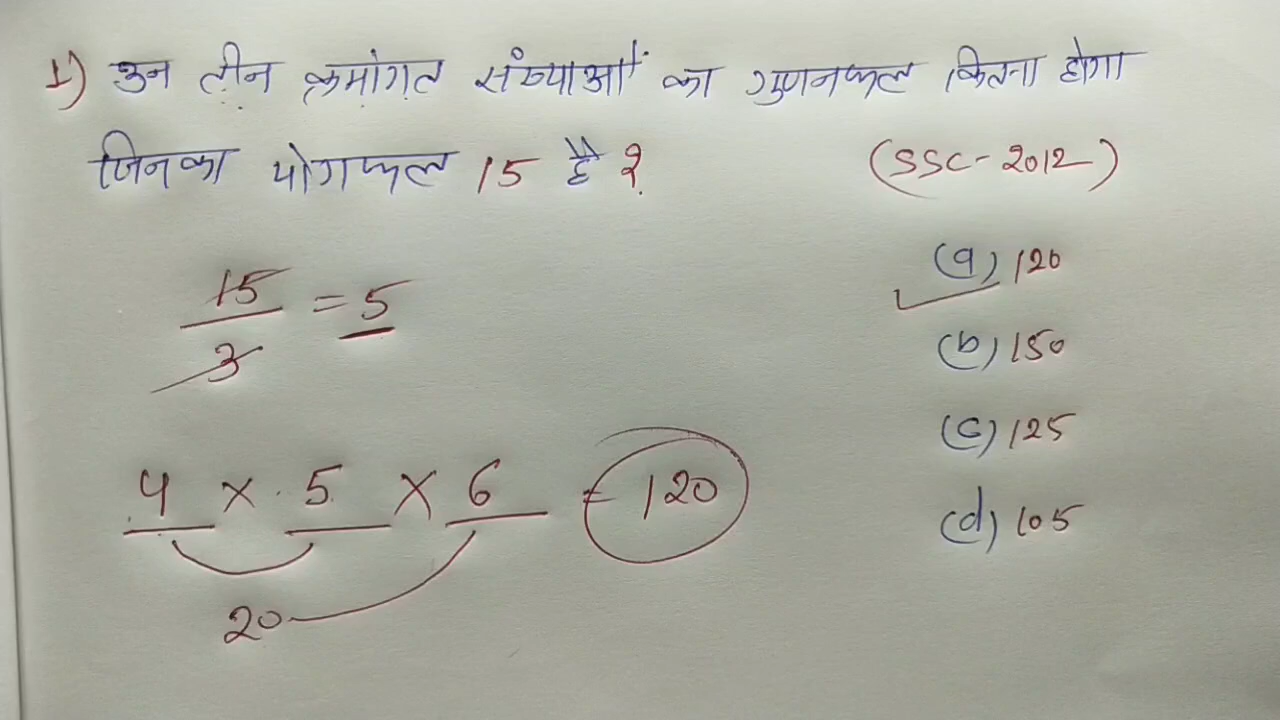 1) उन तीन क्रमांगत संख्याओं का गुणनफल कितना होगा
जिनका योगफल 15 है ?
(SSC-2012)
15/3 = 5
4 × 5 × 6 = 120
20
(a) 120
(b) 150
(c) 125
(d) 105